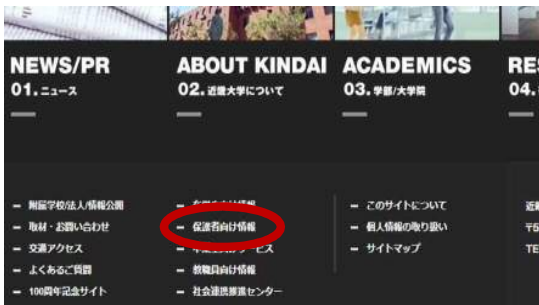 NEWS/PR
01.ニュース
ABOUT KINDAI
02.近畿大学について
ACADEMICS
03.学部/大学院
RES
04.
附属学校/法人/情報公開
取材・お問い合わせ
交通アクセス
よくあるご質問
100周年記念サイト
保護者向け情報
教職員向け情報
社会連携推進センター
このサイトについて
個人情報の取り扱い
サイトマップ
近畿
〒5
TE